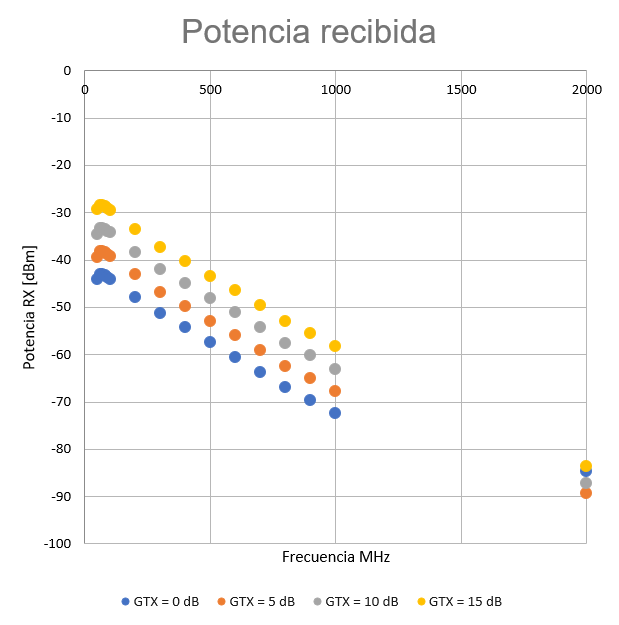 Potencia recibida
0
0 500 1000 1500 2000
-10
-20
-30
-40
-50
-60
-70
-80
-90
-100
Potencia RX [dBm]
Frecuencia MHz
GTX = 0 dB GTX = 5 dB GTX = 10 dB GTX = 15 dB